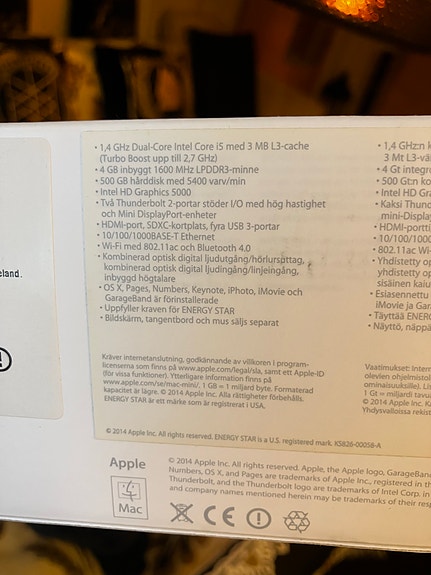 eland.
• 1,4 GHz Dual-Core Intel Core i5 med 3 MB L3-cache
(Turbo Boost upp till 2,7 GHz)
• 4 GB inbyggt 1600 MHz LPDDR3-minne
• 500 GB hårddisk med 5400 varv/min
• Intel HD Graphics 5000
• Två Thunderbolt 2-portar stöder I/O med hög hastighet
och Mini DisplayPort-enheter
• HDMI-port, SDXC-kortplats, fyra USB 3-portar
• 10/100/1000BASE-T Ethernet
• Wi-Fi med 802.11ac och Bluetooth 4.0
• Kombinerad optisk digital ljudutgång/hörlursuttag,
kombinerad optisk digital ljudingång/linjeingång,
inbyggd högtalare
• OS X, Pages, Numbers, Keynote, iPhoto, iMovie och
GarageBand är förinstallerade
• Uppfyller kraven för ENERGY STAR
• Bildskärm, tangentbord och mus säljs separat
Kräver internetanslutning, godkännande av villkoren i program-
licenserna som finns på www.apple.com/legal/sla, samt ett Apple-ID
(för vissa funktioner). Ytterligare information finns på
www.apple.com/se/mac-mini/. 1 GB = 1 miljard byte. Formaterad
kapacitet är lägre. © 2014 Apple Inc. Alla rättigheter förbehålls.
ENERGY STAR är ett märke som är registrerat i USA.
© 2014 Apple Inc. ENERGY STAR is a U.S. registered mark. K5826-00058-A
• 1,4 GHz:n k
3 Mt L3-vä
• 4 Gt integr
• 500 Gt:n ko
• Intel HD Gra
• Kaksi Thund
mini-Display
• HDMI-portti
• 10/100/1000
• 802.11ac Wi-
• Yhdistetty op
yhdistetty op
sisäinen kaiu
• Esiasennettu
iMovie ja Gar
• Täyttää ENERG
• Näyttö, näppä
Vaatimukset: Intern
olevien ohjelmistol
ominaisuuksille). Lis
1 Gt = miljardi tavua
© 2014 Apple Inc. Ka
Yhdysvalloissa rekist
Apple
Mac
© 2014 Apple Inc. All rights reserved. Apple, the Apple logo, GarageBand
Numbers, OS X, and Pages are trademarks of Apple Inc., registered in th
Thunderbolt, and the Thunderbolt logo are trademarks of Intel Corp. in
and company names mentioned herein may be trademarks of their resp
CE